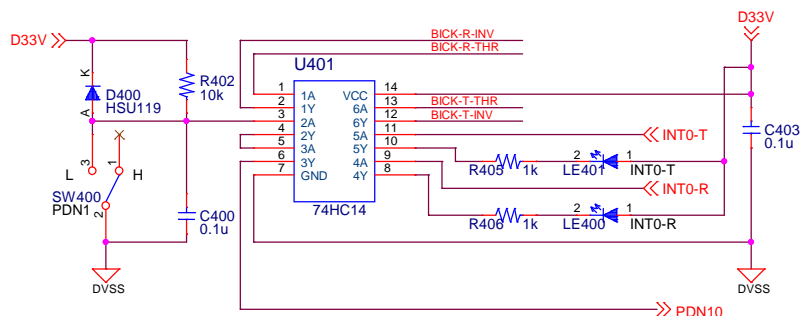 D33V
BICK-R-INV
BICK-R-THR
D33V
U401
K
D400
HSU119
A
R402
10k
1 1A VCC 14
2 1Y 6A 13 BICK-T-THR
3 2A 6Y 12 BICK-T-INV
4 2Y 5A 11 INT0-T
5 3A 5Y 10
6 3Y 4A 9
7 GND 4Y 8
74HC14
C403
0.1u
R405 1k
2 LE401 1 INT0-T
INT0-R
R406 1k
2 LE400 1 INT0-R
L 3 1 H
SW400
PDN1 2
C400
0.1u
DVSS
DVSS
PDN10